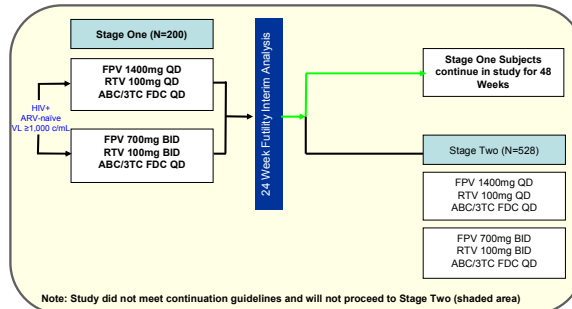 Stage One (N=200)
FPV 1400mg QD
RTV 100mg QD
ABC/3TC FDC QD
HIV+
ARV-naïve
VL ≥1,000 c/mL
FPV 700mg BID
RTV 100mg BID
ABC/3TC FDC QD
24 Week Futility Interim Analysis
Stage One Subjects
continue in study for 48
Weeks
Stage Two (N=528)
FPV 1400mg QD
RTV 100mg QD
ABC/3TC FDC QD
FPV 700mg BID
RTV 100mg BID
ABC/3TC FDC QD
Note: Study did not meet continuation guidelines and will not proceed to Stage Two (shaded area)